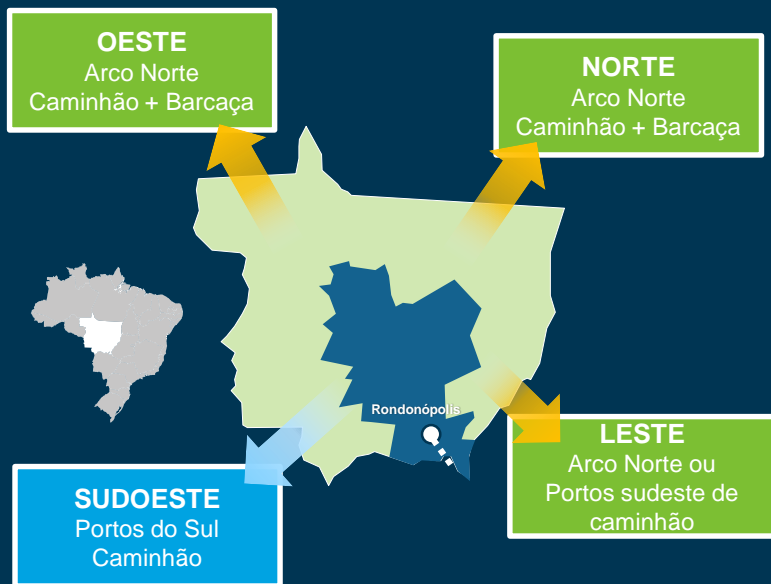 OESTE
Arco Norte
Caminhão + Barcaça
NORTE
Arco Norte
Caminhão + Barcaça
Rondonópolis
LESTE
Arco Norte ou
Portos sudeste de
caminhão
SUDOESTE
Portos do Sul
Caminhão